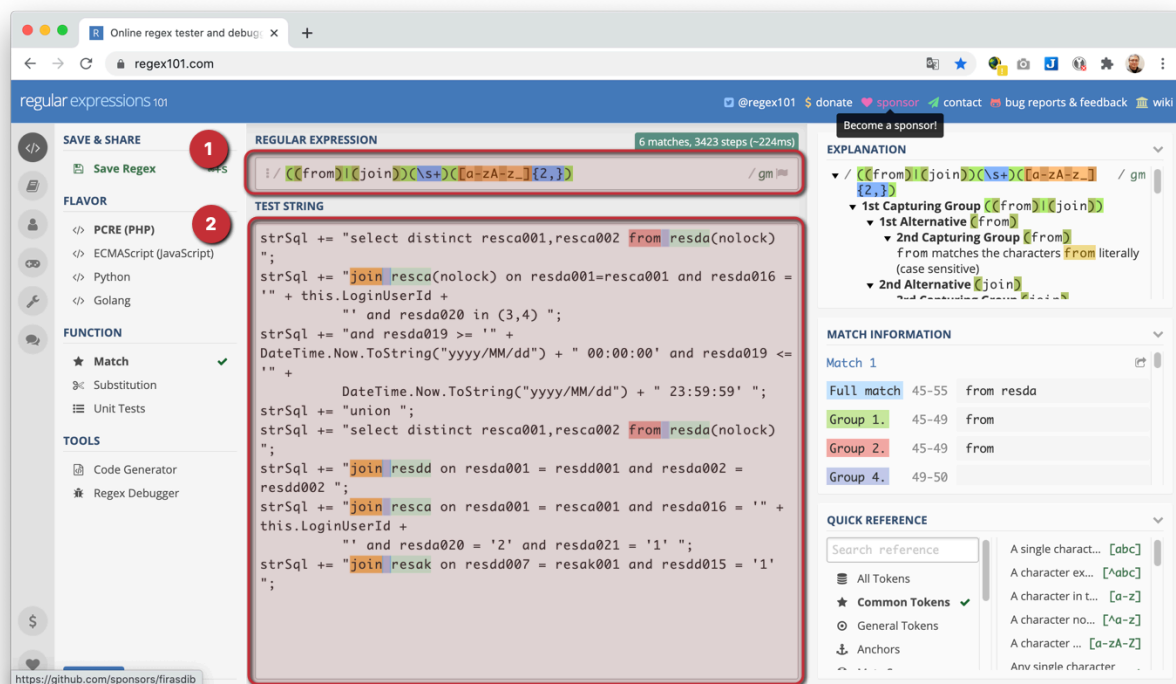 Online regex tester and debug
regex101.com
regular expressions 101
@regex101
donate
sponsor
contact
bug reports & feedback
wiki
Become a sponsor!
SAVE & SHARE
Save Regex
+S
FLAVOR
PCRE (PHP)
ECMAScript (JavaScript)
Python
Golang
FUNCTION
Match
Substitution
Unit Tests
TOOLS
Code Generator
Regex Debugger
$
https://github.com/sponsors/firasdib
1
2
REGULAR EXPRESSION
6 matches, 3423 steps (~224ms)
/ ((from)|(join))(\s+)([a-zA-z_]{2,})
/ gm
TEST STRING
strSql += "select distinct resca001,resca002 from resda(nolock)
";
strSql += "join resca(nolock) on resda001=resca001 and resda016 =
'" + this.LoginUserId +
"' and resda020 in (3,4) ";
strSql += "and resda019 >= '" +
DateTime.Now.ToString("yyyy/MM/dd") + " 00:00:00' and resda019 <=
'" +
DateTime.Now.ToString("yyyy/MM/dd") + " 23:59:59' ";
strSql += "union ";
strSql += "select distinct resca001,resca002 from resda(nolock)
";
strSql += "join resdd on resda001 = resdd001 and resda002 =
resdd002 ";
strSql += "join resca on resda001 = resca001 and resda016 = '" +
this.LoginUserId +
"' and resda020 = '2' and resda021 = '1' ";
strSql += "join resak on resdd007 = resak001 and resdd015 = '1'
";
EXPLANATION
/ ((from)|(join))(\s+)([a-zA-z_]
{2,})
/ gm
1st Capturing Group ((from)|(join))
1st Alternative (from)
2nd Capturing Group (from)
from matches the characters from literally
(case sensitive)
2nd Alternative (join)
MATCH INFORMATION
Match 1
Full match 45-55 from resda
Group 1. 45-49 from
Group 2. 45-49 from
Group 4. 49-50
QUICK REFERENCE
Search reference
All Tokens
Common Tokens
General Tokens
Anchors
A single charact... [abc]
A character ex... [^abc]
A character in t... [a-z]
A character no... [^a-z]
A character ... [a-zA-Z]
Any single character